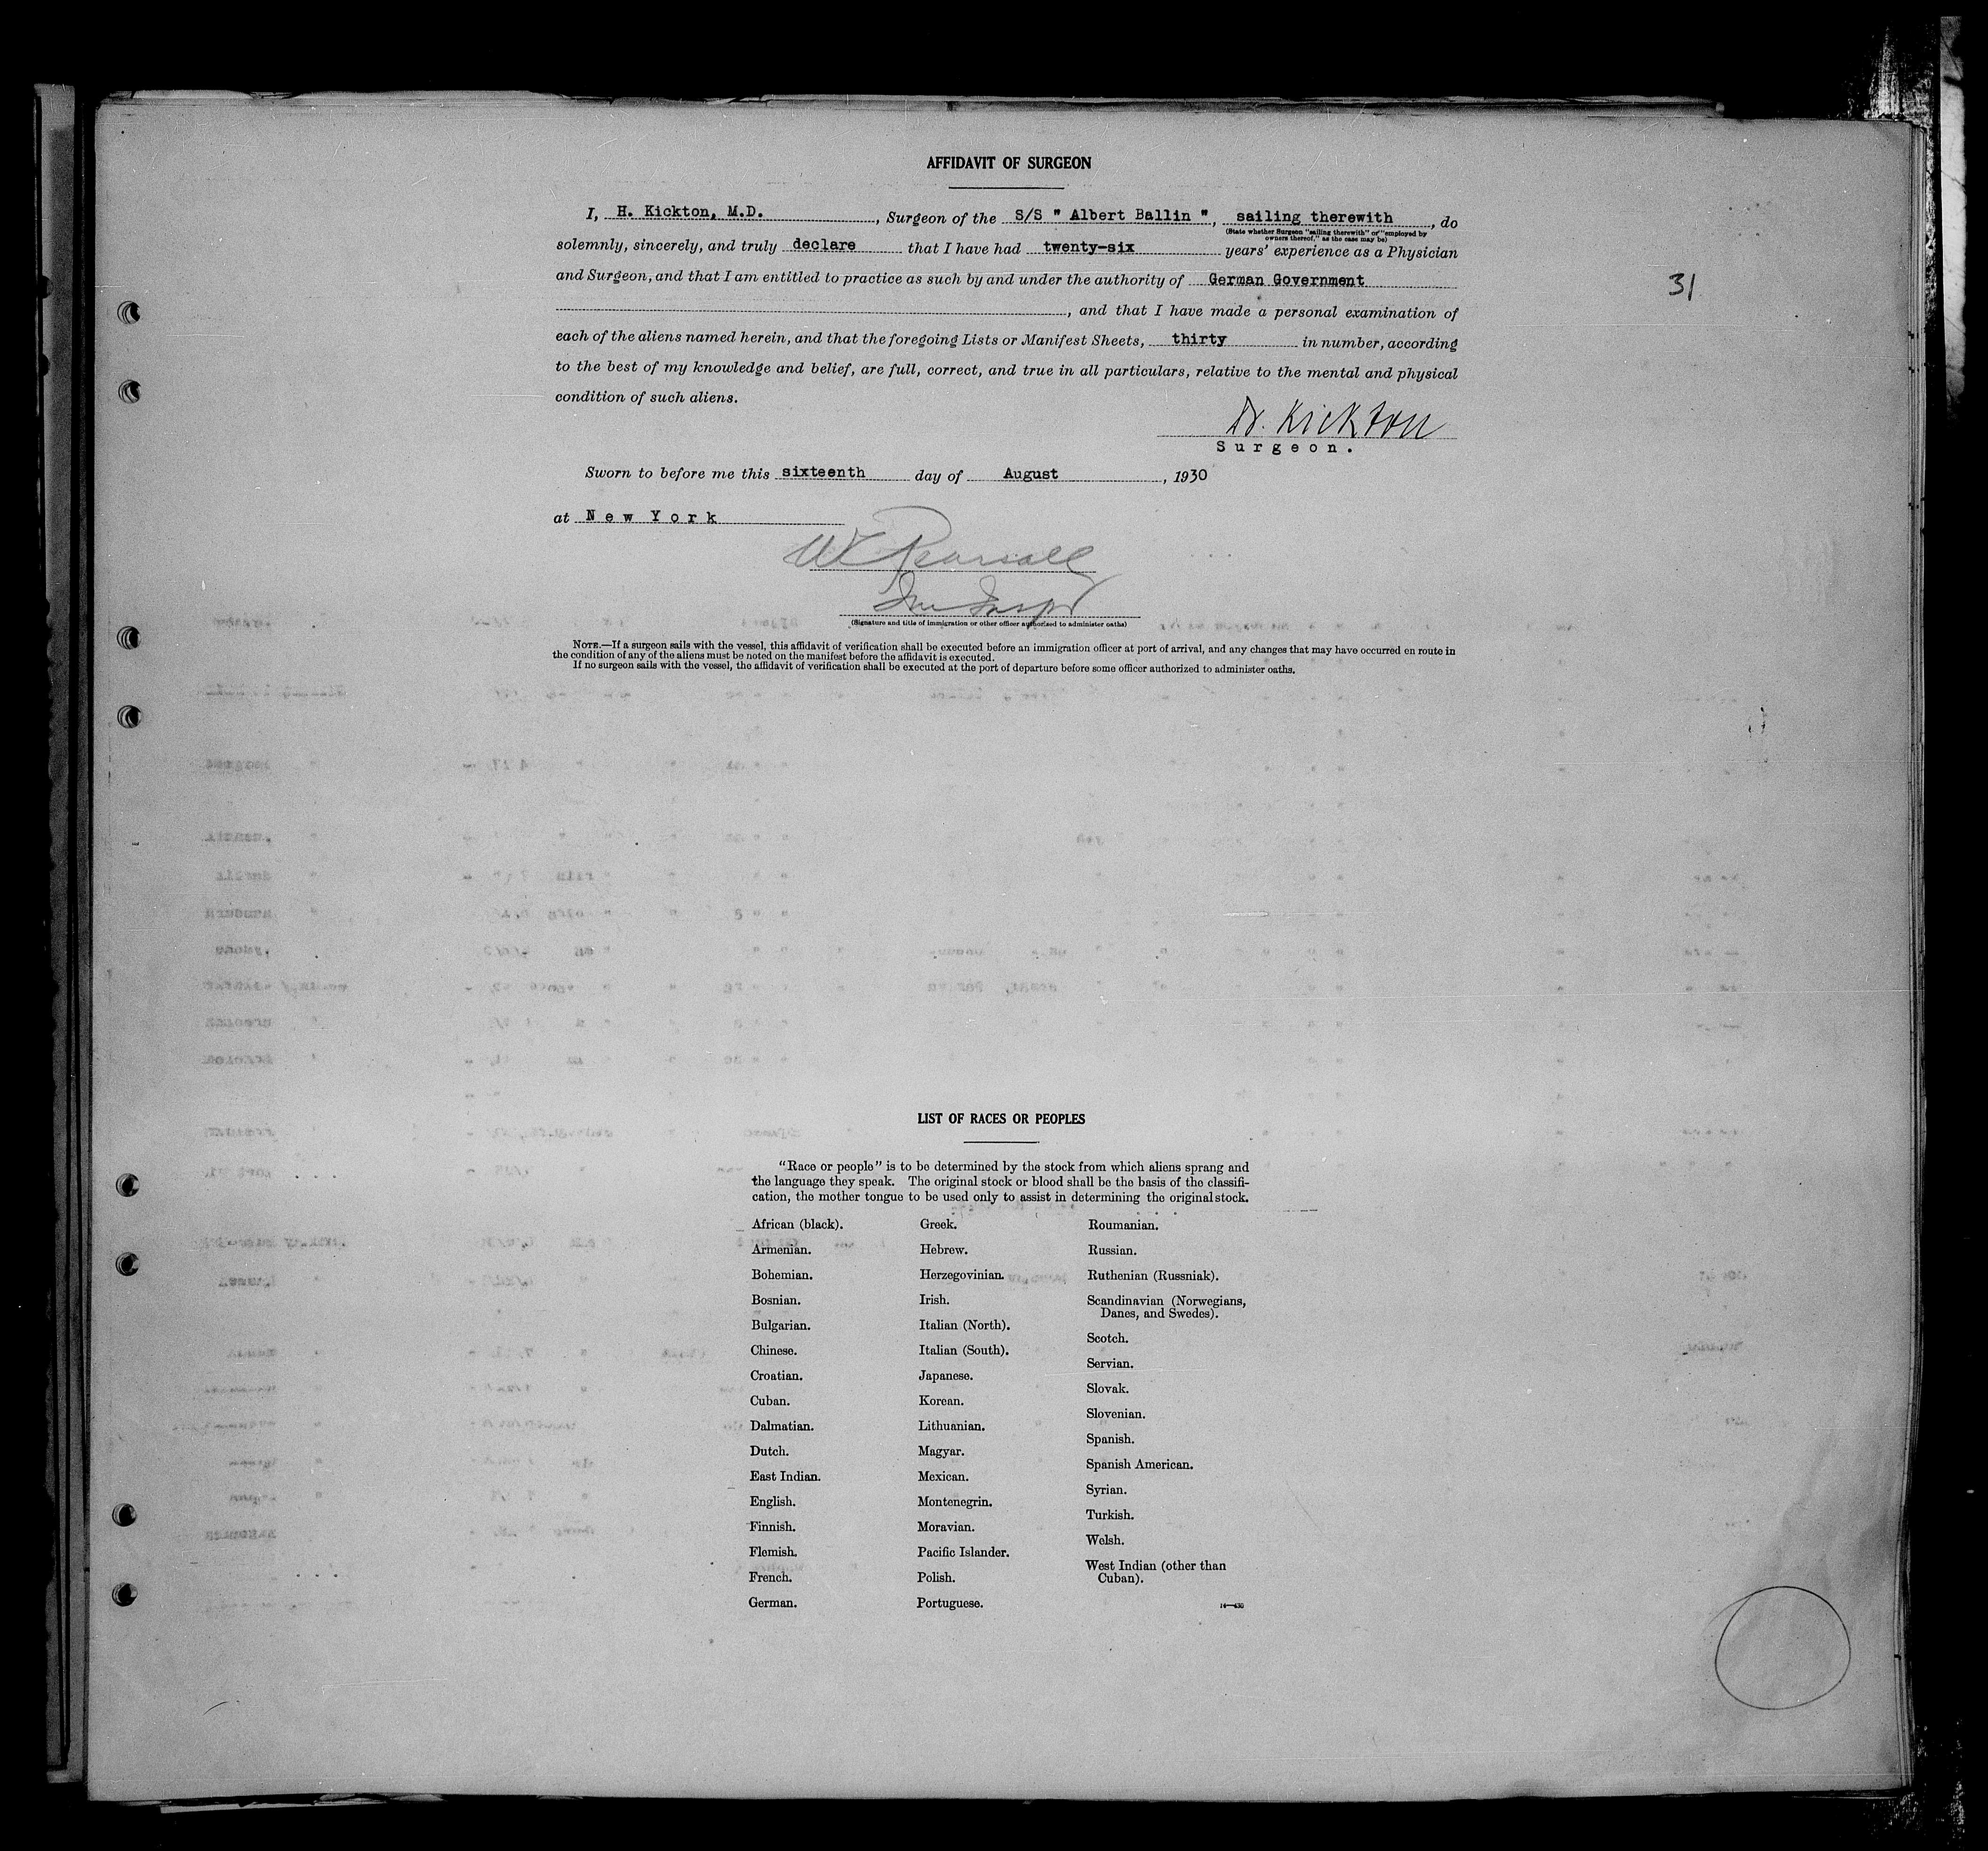 AFFIDAVIT OF SURGEON
I, H. Kickton, M.D. , Surgeon of the S/S " Albert Ballin ", sailing therewith , do
(State whether Surgeon "sailing therewith" or "employed by
owners thereof," as the case may be)
solemnly, sincerely, and truly declare that I have had twenty-six years' experience as a Physician
and Surgeon, and that I am entitled to practice as such by and under the authority of German Government
31
, and that I have made a personal examination of
each of the aliens named herein, and that the foregoing Lists or Manifest Sheets, thirty in number, according
to the best of my knowledge and belief, are full, correct, and true in all particulars, relative to the mental and physical
condition of such aliens.
Dr. Kickton
Surgeon.
Sworn to before me this sixteenth day of August , 1930
at New York
W Pearsall
Imm Inspr
(Signature and title of immigration or other officer authorized to administer oaths)
NOTE.—If a surgeon sails with the vessel, this affidavit of verification shall be executed before an immigration officer at port of arrival, and any changes that may have occurred en route in
the condition of any of the aliens must be noted on the manifest before the affidavit is executed.
If no surgeon sails with the vessel, the affidavit of verification shall be executed at the port of departure before some officer authorized to administer oaths.
LIST OF RACES OR PEOPLES
"Race or people" is to be determined by the stock from which aliens sprang and
the language they speak. The original stock or blood shall be the basis of the classifi-
cation, the mother tongue to be used only to assist in determining the original stock.
African (black).
Armenian.
Bohemian.
Bosnian.
Bulgarian.
Chinese.
Croatian.
Cuban.
Dalmatian.
Dutch.
East Indian.
English.
Finnish.
Flemish.
French.
German.
Greek.
Hebrew.
Herzegovinian.
Irish.
Italian (North).
Italian (South).
Japanese.
Korean.
Lithuanian.
Magyar.
Mexican.
Montenegrin.
Moravian.
Pacific Islander.
Polish.
Portuguese.
Roumanian.
Russian.
Ruthenian (Russniak).
Scandinavian (Norwegians,
Danes, and Swedes).
Scotch.
Servian.
Slovak.
Slovenian.
Spanish.
Spanish American.
Syrian.
Turkish.
Welsh.
West Indian (other than
Cuban).
14—430